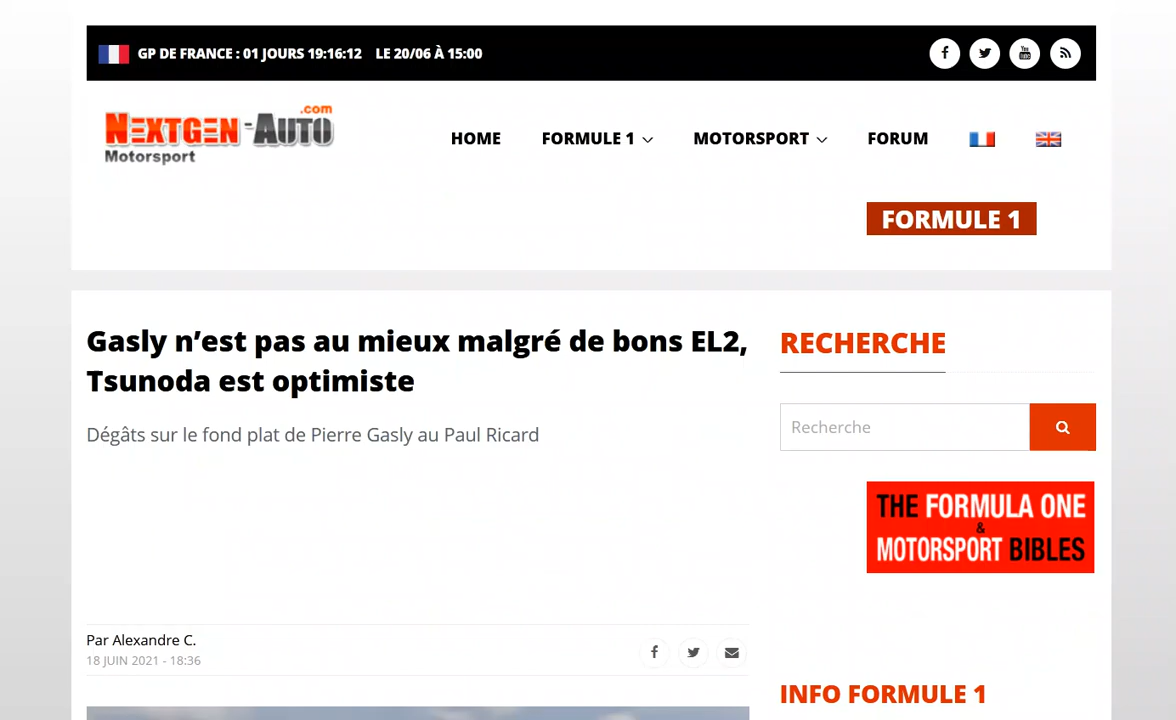 GP DE FRANCE : 01 JOURS 19:16:12 LE 20/06 À 15:00
You
Tube
.com
NEXTGEN-AUTO
Motorsport
HOME FORMULE 1 MOTORSPORT FORUM
FORMULE 1
Gasly n’est pas au mieux malgré de bons EL2,
Tsunoda est optimiste
Dégâts sur le fond plat de Pierre Gasly au Paul Ricard
Par Alexandre C.
18 JUIN 2021 - 18:36
RECHERCHE
Recherche
THE FORMULA ONE
&
MOTORSPORT BIBLES
INFO FORMULE 1